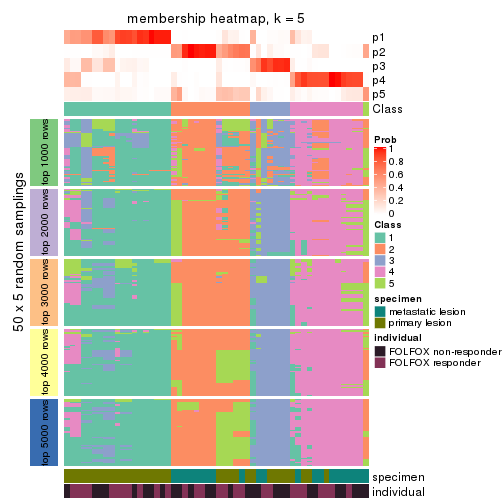 membership heatmap, k = 5
p1
p2
p3
p4
p5
Class
50 x 5 random samplings
top 1000 rows
top 2000 rows
top 3000 rows
top 4000 rows
top 5000 rows
specimen
individual
Prob
1
0.8
0.6
0.4
0.2
0
Class
1
2
3
4
5
specimen
metastatic lesion
primary lesion
individual
FOLFOX non-responder
FOLFOX responder